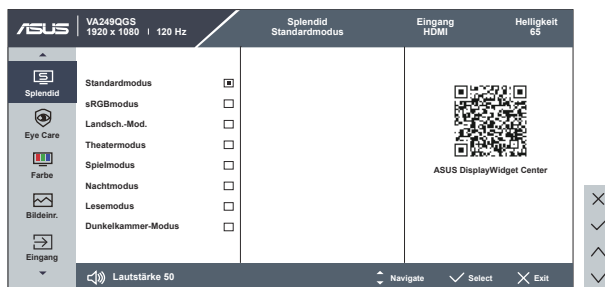 ASUS
VA249QGS
1920 x 1080 | 120 Hz
Splendid
Standardmodus
Eingang
HDMI
Helligkeit
65
Splendid
Eye Care
Farbe
Bildeinr.
Eingang
Standardmodus
sRGBmodus
Landsch.-Mod.
Theatermodus
Spielmodus
Nachtmodus
Lesemodus
Dunkelkammer-Modus
ASUS DisplayWidget Center
Lautstärke 50
Navigate
Select
Exit